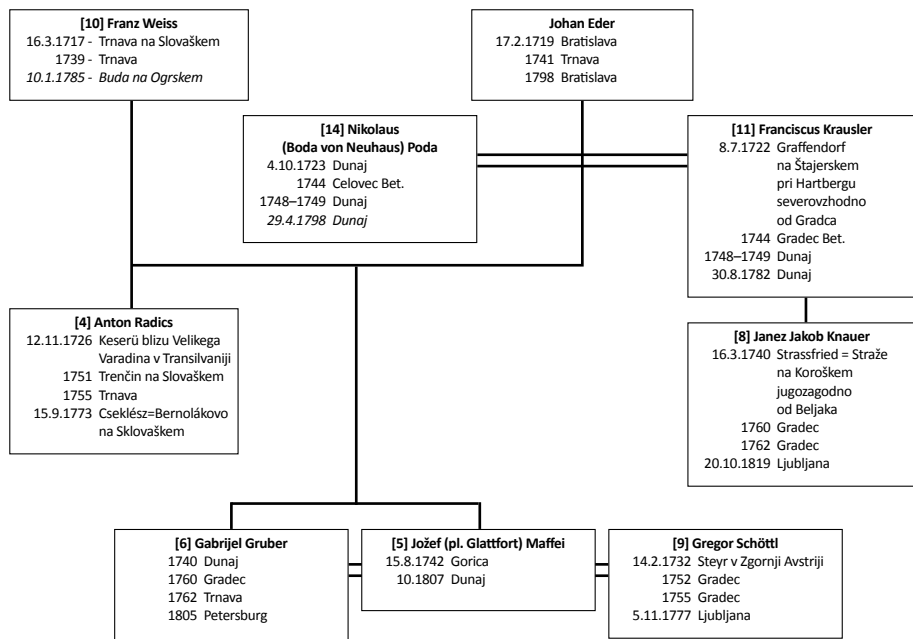 [10] Franz Weiss
16.3.1717 - Trnava na Slovaškem
1739 - Trnava
10.1.1785 - Buda na Ogrskem
Johan Eder
17.2.1719 Bratislava
1741 Trnava
1798 Bratislava
[14] Nikolaus
(Boda von Neuhaus) Poda
4.10.1723 Dunaj
1744 Celovec Bet.
1748–1749 Dunaj
29.4.1798 Dunaj
[11] Franciscus Krausler
8.7.1722 Graffendorf
na Štajerskem
pri Hartbergu
severovzhodno
od Gradca
1744 Gradec Bet.
1748–1749 Dunaj
30.8.1782 Dunaj
[4] Anton Radics
12.11.1726 Keserü blizu Velikega
Varadina v Transilvaniji
1751 Trenčin na Slovaškem
1755 Trnava
15.9.1773 Cseklész=Bernolákovo
na Sklovaškem
[8] Janez Jakob Knauer
16.3.1740 Strassfried = Straže
na Koroškem
jugozagodno
od Beljaka
1760 Gradec
1762 Gradec
20.10.1819 Ljubljana
[6] Gabrijel Gruber
1740 Dunaj
1760 Gradec
1762 Trnava
1805 Petersburg
[5] Jožef (pl. Glattfort) Maffei
15.8.1742 Gorica
10.1807 Dunaj
[9] Gregor Schöttl
14.2.1732 Steyr v Zgornji Avstriji
1752 Gradec
1755 Gradec
5.11.1777 Ljubljana